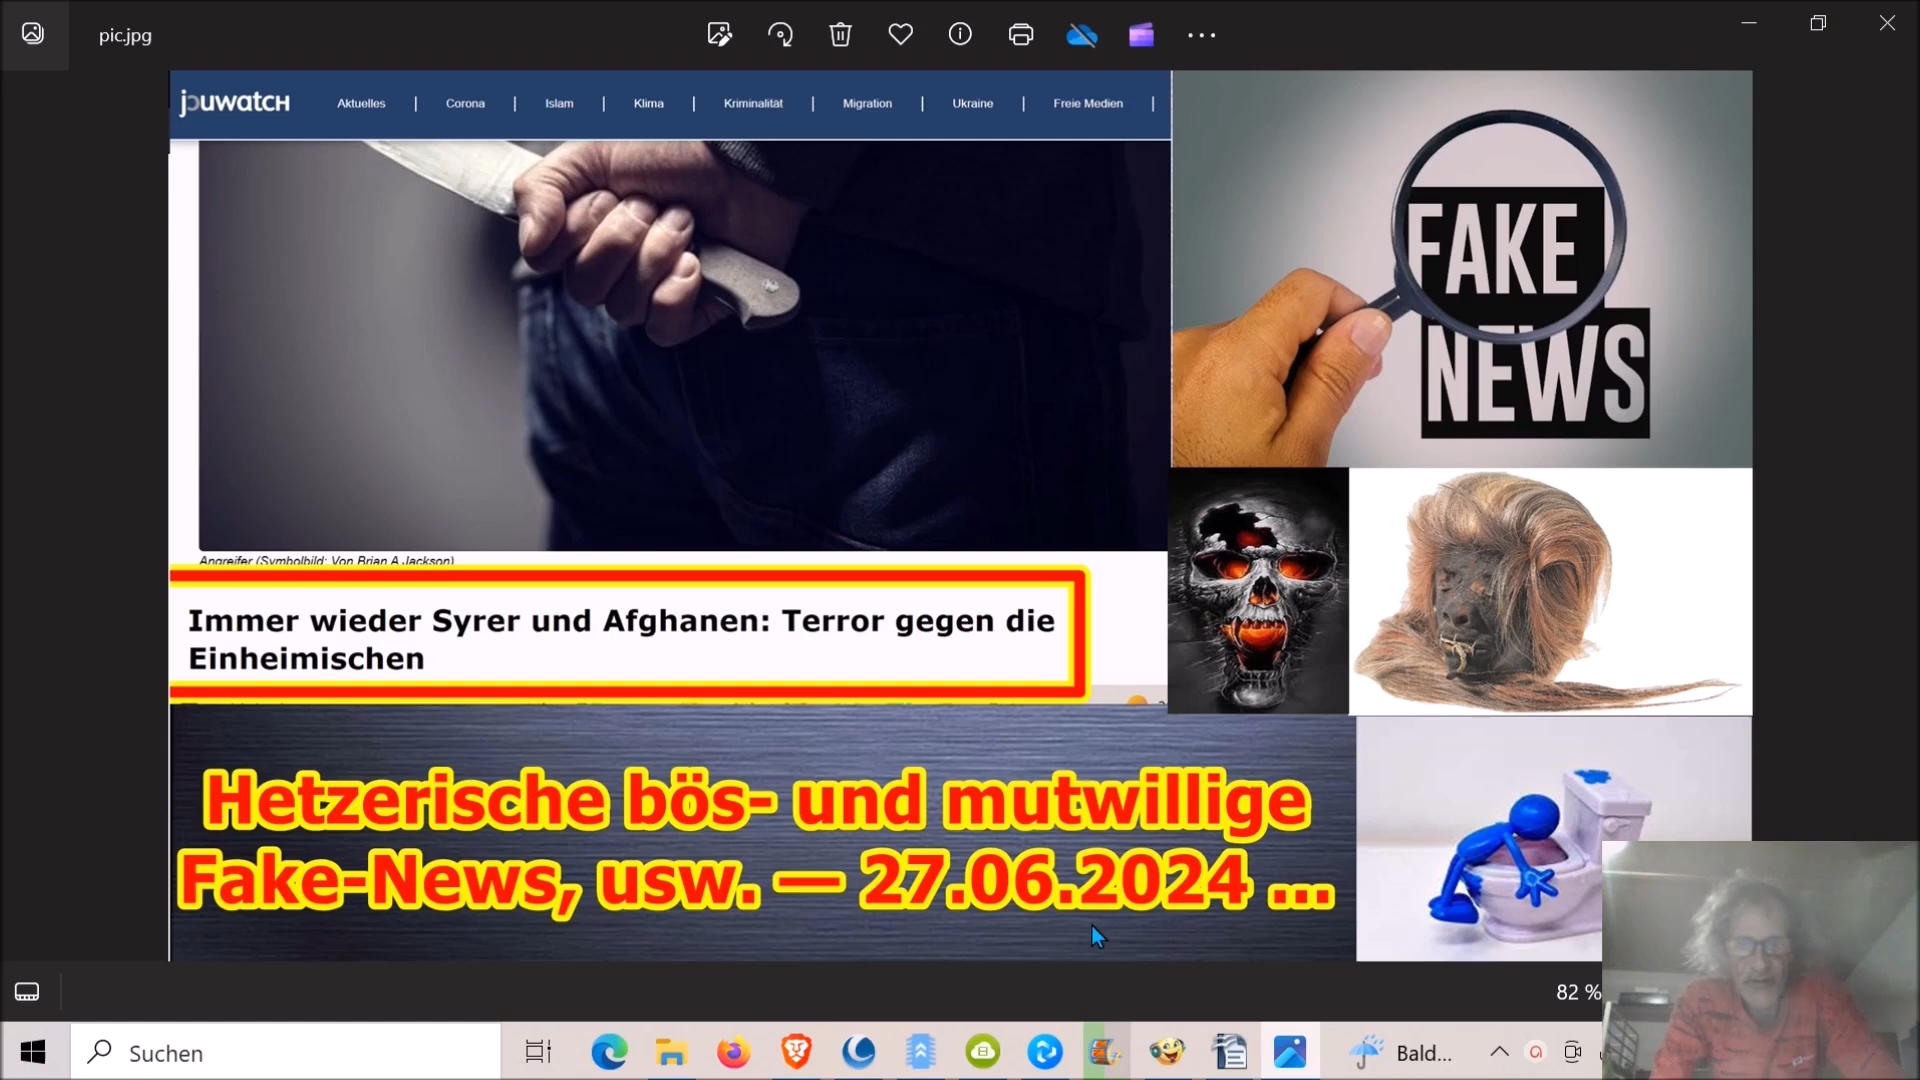 pic.jpg
jouwatch
Aktuelles | Corona | Islam | Klima | Kriminalität | Migration | Ukraine | Freie Medien |
FAKE
NEWS
Angreifer (Symbolbild: Von Brian A Jackson)
Immer wieder Syrer und Afghanen: Terror gegen die
Einheimischen
Hetzerische bös- und mutwillige
Fake-News, usw. — 27.06.2024 ...
82 %
Suchen
Bald...